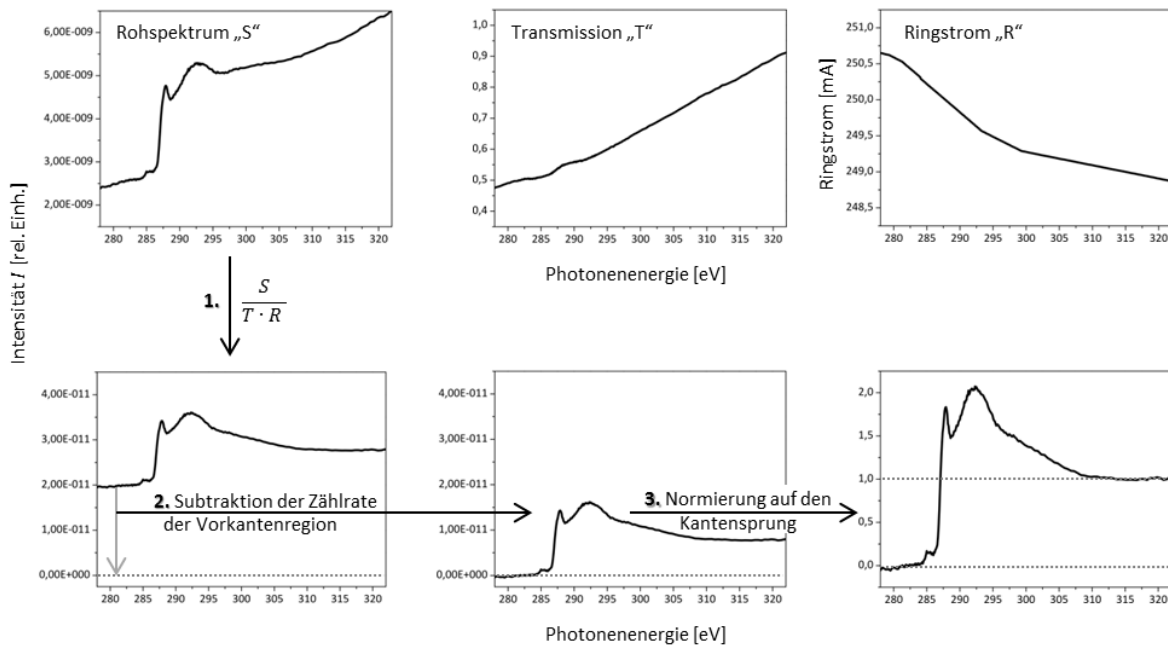 Rohspektrum „S“
6,00E-009
5,00E-009
4,00E-009
3,00E-009
2,00E-009
280 285 290 295 300 305 310 315 320
Transmission „T“
1,0
0,9
0,8
0,7
0,6
0,5
0,4
280 285 290 295 300 305 310 315 320
Ringstrom „R“
Ringstrom [mA]
251,0
250,5
250,0
249,5
249,0
248,5
280 285 290 295 300 305 310 315 320
Photonenenergie [eV]
Intensität I [rel. Einh.]
1. S
T · R
4,00E-011
3,00E-011
2,00E-011
1,00E-011
0,00E+000
280 285 290 295 300 305 310 315 320
2. Subtraktion der Zählrate
der Vorkantenregion
4,00E-011
3,00E-011
2,00E-011
1,00E-011
0,00E+000
280 285 290 295 300 305 310 315 320
3. Normierung auf den
Kantensprung
2,0
1,5
1,0
0,5
0,0
280 285 290 295 300 305 310 315 320
Photonenenergie [eV]